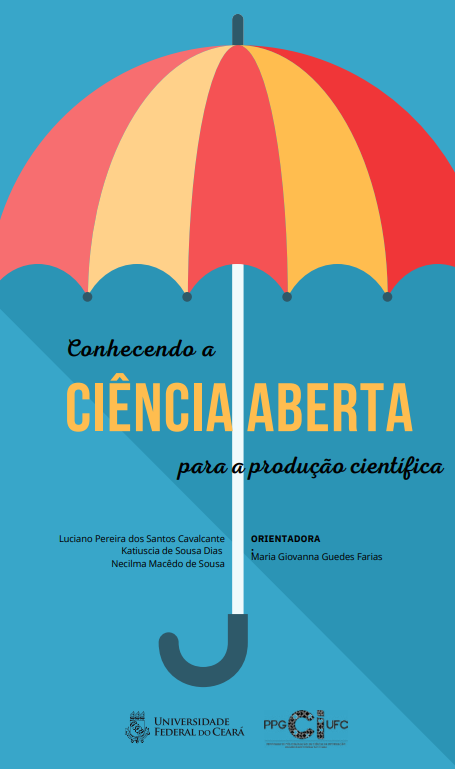 Conhecendo a
CIÊNCIA ABERTA
para a produção científica
Luciano Pereira dos Santos Cavalcante
Katiuscia de Sousa Dias
Necilma Macêdo de Sousa
ORIENTADORA
:
Maria Giovanna Guedes Farias
UNIVERSIDADE
FEDERAL DO CEARÁ
PPGCI UFC